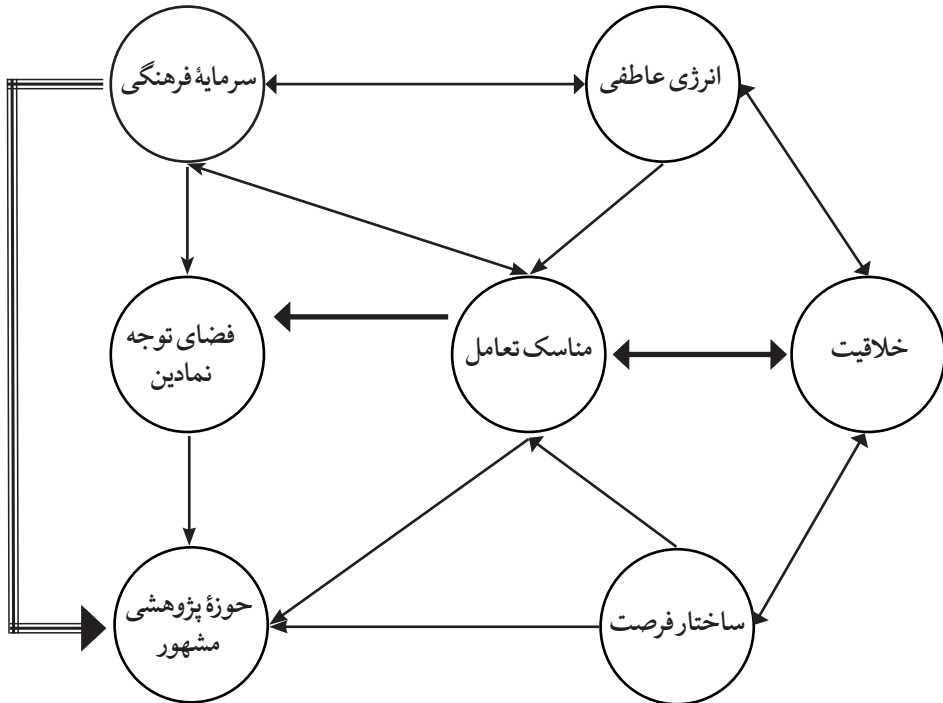 انرژی عاطفی
سرمایهٔ فرهنگی
خلاقیت
مناسک تعامل
فضای توجه
نمادین
ساختار فرصت
حوزهٔ پژوهشی
مشهور